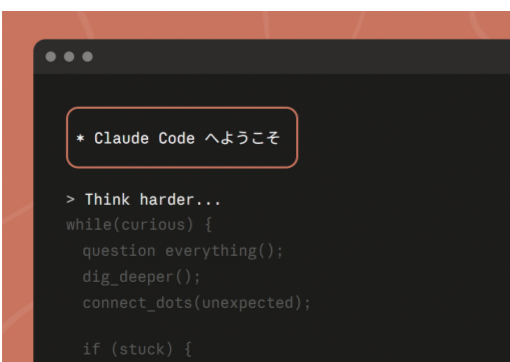 * Claude Code へようこそ
> Think harder...
while(curious) {
question everything();
dig_deeper();
connect_dots(unexpected);
if (stuck) {